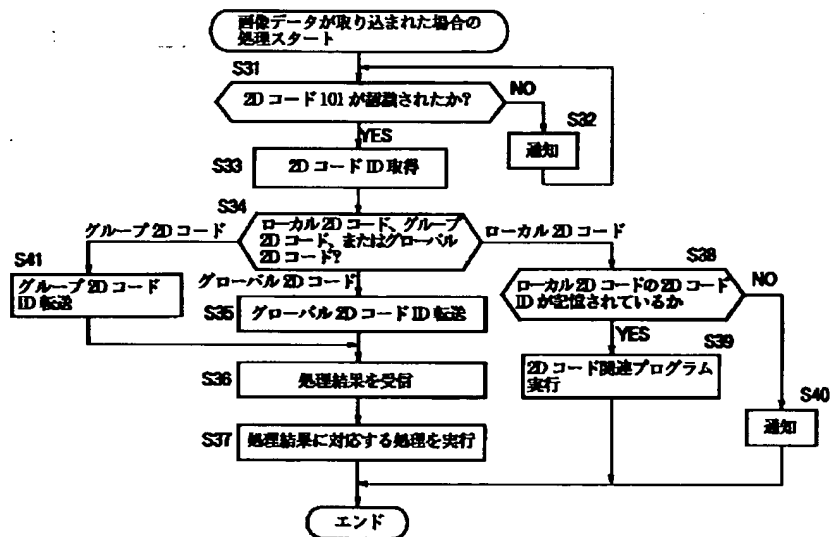 画像データが取り込まれた場合の
処理スタート
S31
2D コード 101 が認識されたか?
NO
S32
通知
YES
S33
2D コード ID 取得
S34
ローカル 2D コード、グループ
2D コード、またはグローバル
2D コード?
グループ 2D コード
ローカル 2D コード
S41
グループ 2D コード
ID 転送
グローバル 2D コード
S35
グローバル 2D コード ID 転送
S38
ローカル 2D コードの 2D コード
ID が記憶されているか
NO
YES
S39
2D コード関連プログラム
実行
S36
処理結果を受信
S40
通知
S37
処理結果に対応する処理を実行
エンド